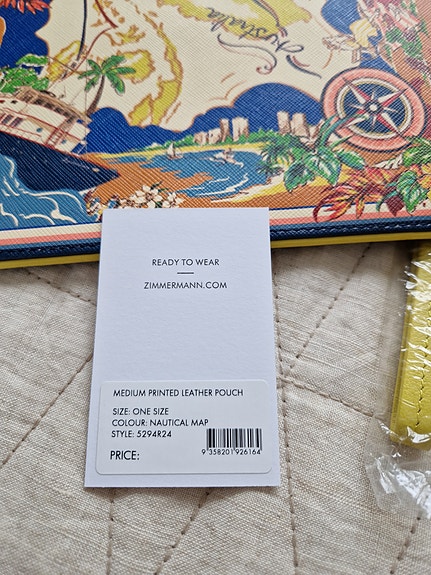 Australia
READY TO WEAR
ZIMMERMANN.COM
MEDIUM PRINTED LEATHER POUCH
SIZE: ONE SIZE
COLOUR: NAUTICAL MAP
STYLE: 5294R24
PRICE:
9 358201 926164